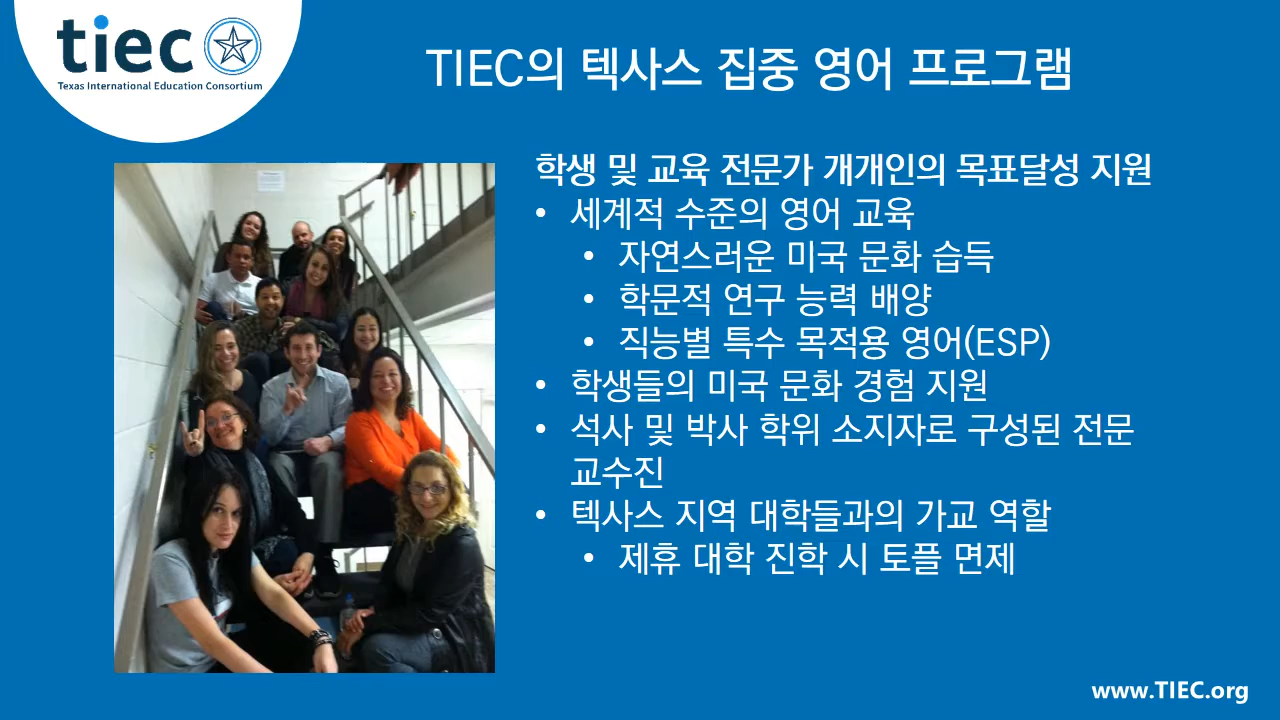 tiec
Texas International Education Consortium
TIEC의 텍사스 집중 영어 프로그램
학생 및 교육 전문가 개개인의 목표달성 지원
• 세계적 수준의 영어 교육
• 자연스러운 미국 문화 습득
• 학문적 연구 능력 배양
• 직능별 특수 목적용 영어(ESP)
• 학생들의 미국 문화 경험 지원
• 석사 및 박사 학위 소지자로 구성된 전문
교수진
• 텍사스 지역 대학들과의 가교 역할
• 제휴 대학 진학 시 토플 면제
www.TIEC.org